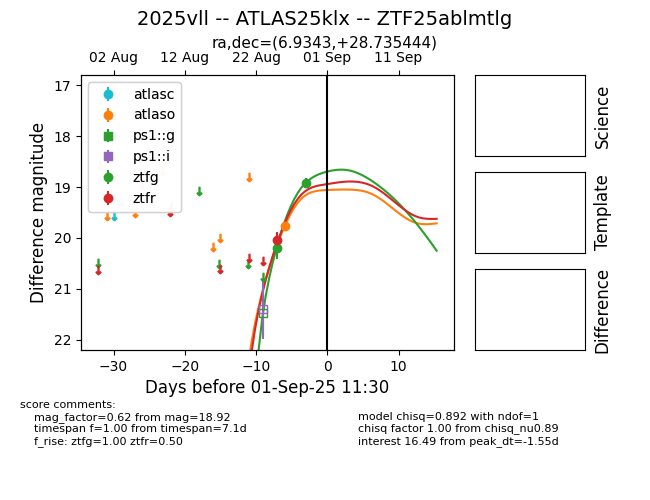 2025vll -- ATLAS25klx -- ZTF25ablmtlg
ra,dec=(6.9343,+28.735444)
02 Aug 12 Aug 22 Aug 01 Sep 11 Sep
17
18
19
20
21
22
Difference magnitude
atlasc
atlaso
ps1::g
ps1::i
ztfg
ztfr
−30 −20 −10 0 10
Days before 01-Sep-25 11:30
Science
Template
Difference
score comments:
mag_factor=0.62 from mag=18.92
timespan f=1.00 from timespan=7.1d
f_rise: ztfg=1.00 ztfr=0.50
model chisq=0.892 with ndof=1
chisq factor 1.00 from chisq_nu0.89
interest 16.49 from peak_dt=-1.55d